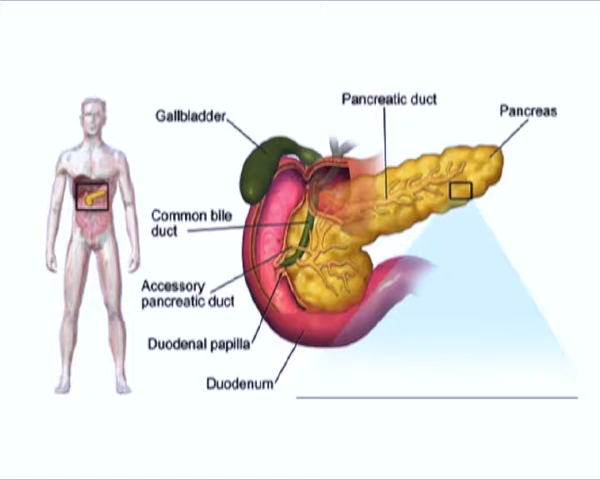 Pancreatic duct
Gallbladder
Pancreas
Common bile
duct
Accessory
pancreatic duct
Duodenal papilla
Duodenum